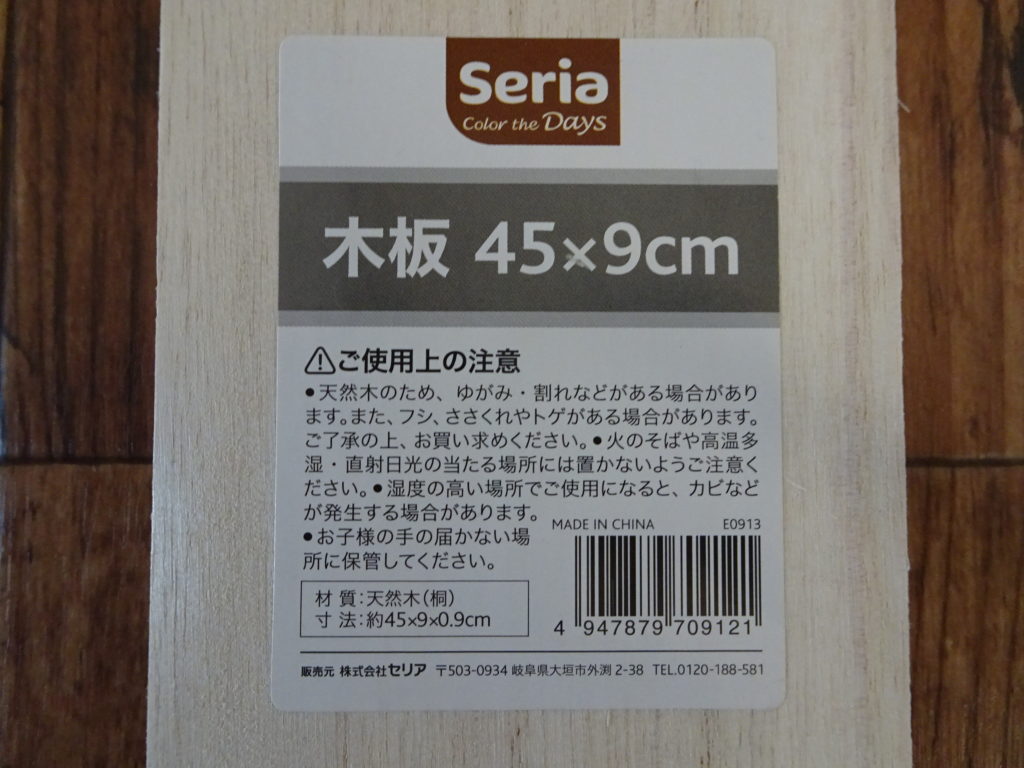 Seria
Color the Days
木板 45×9cm
⚠ご使用上の注意
●天然木のため、ゆがみ・割れなどがある場合があり
ます。また、フシ、ささくれやトゲがある場合があります。
ご了承の上、お買い求めください。●火のそばや高温多
湿・直射日光の当たる場所には置かないようご注意く
ださい。●湿度の高い場所でご使用になると、カビなど
が発生する場合があります。
●お子様の手の届かない場
所に保管してください。
MADE IN CHINA E0913
材 質:天然木(桐)
寸 法:約45×9×0.9cm
4 947879 709121
販売元 株式会社セリア 〒503-0934 岐阜県大垣市外渕 2-38 TEL.0120-188-581